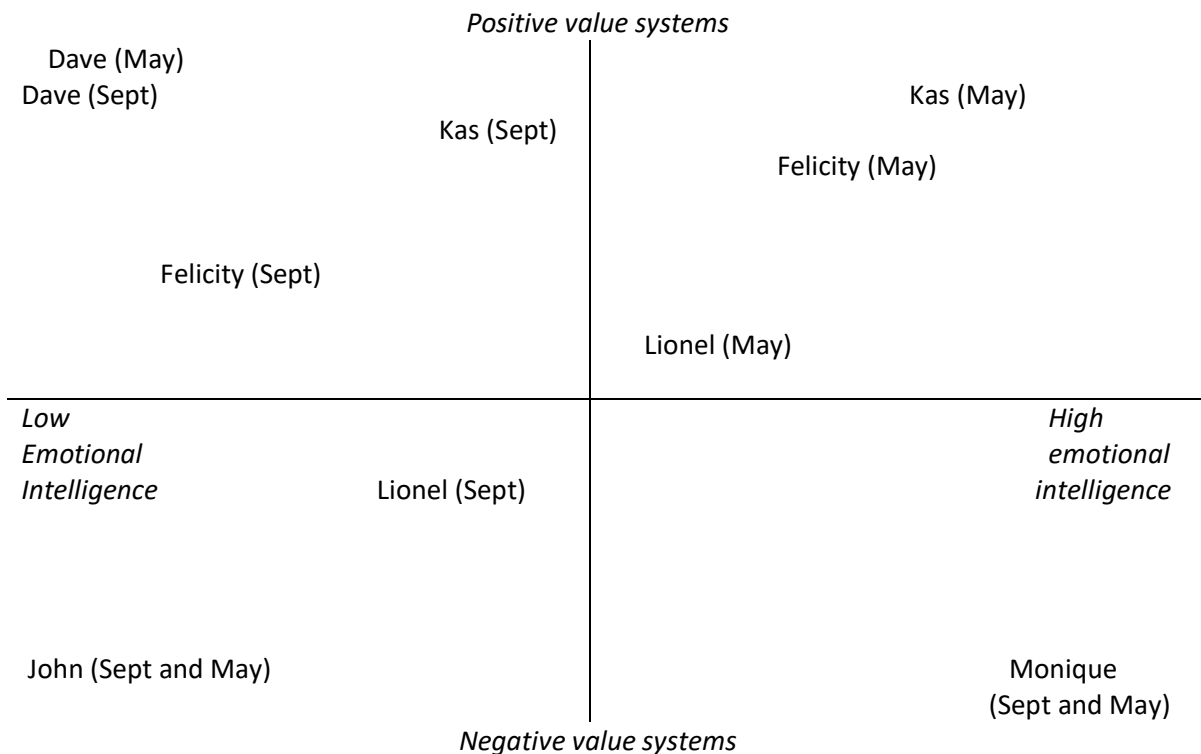 Positive value systems
Dave (May)
Dave (Sept)
Kas (May)
Kas (Sept)
Felicity (May)
Felicity (Sept)
Lionel (May)
Low
Emotional
Intelligence
High
emotional
intelligence
Lionel (Sept)
John (Sept and May)
Monique
(Sept and May)
Negative value systems